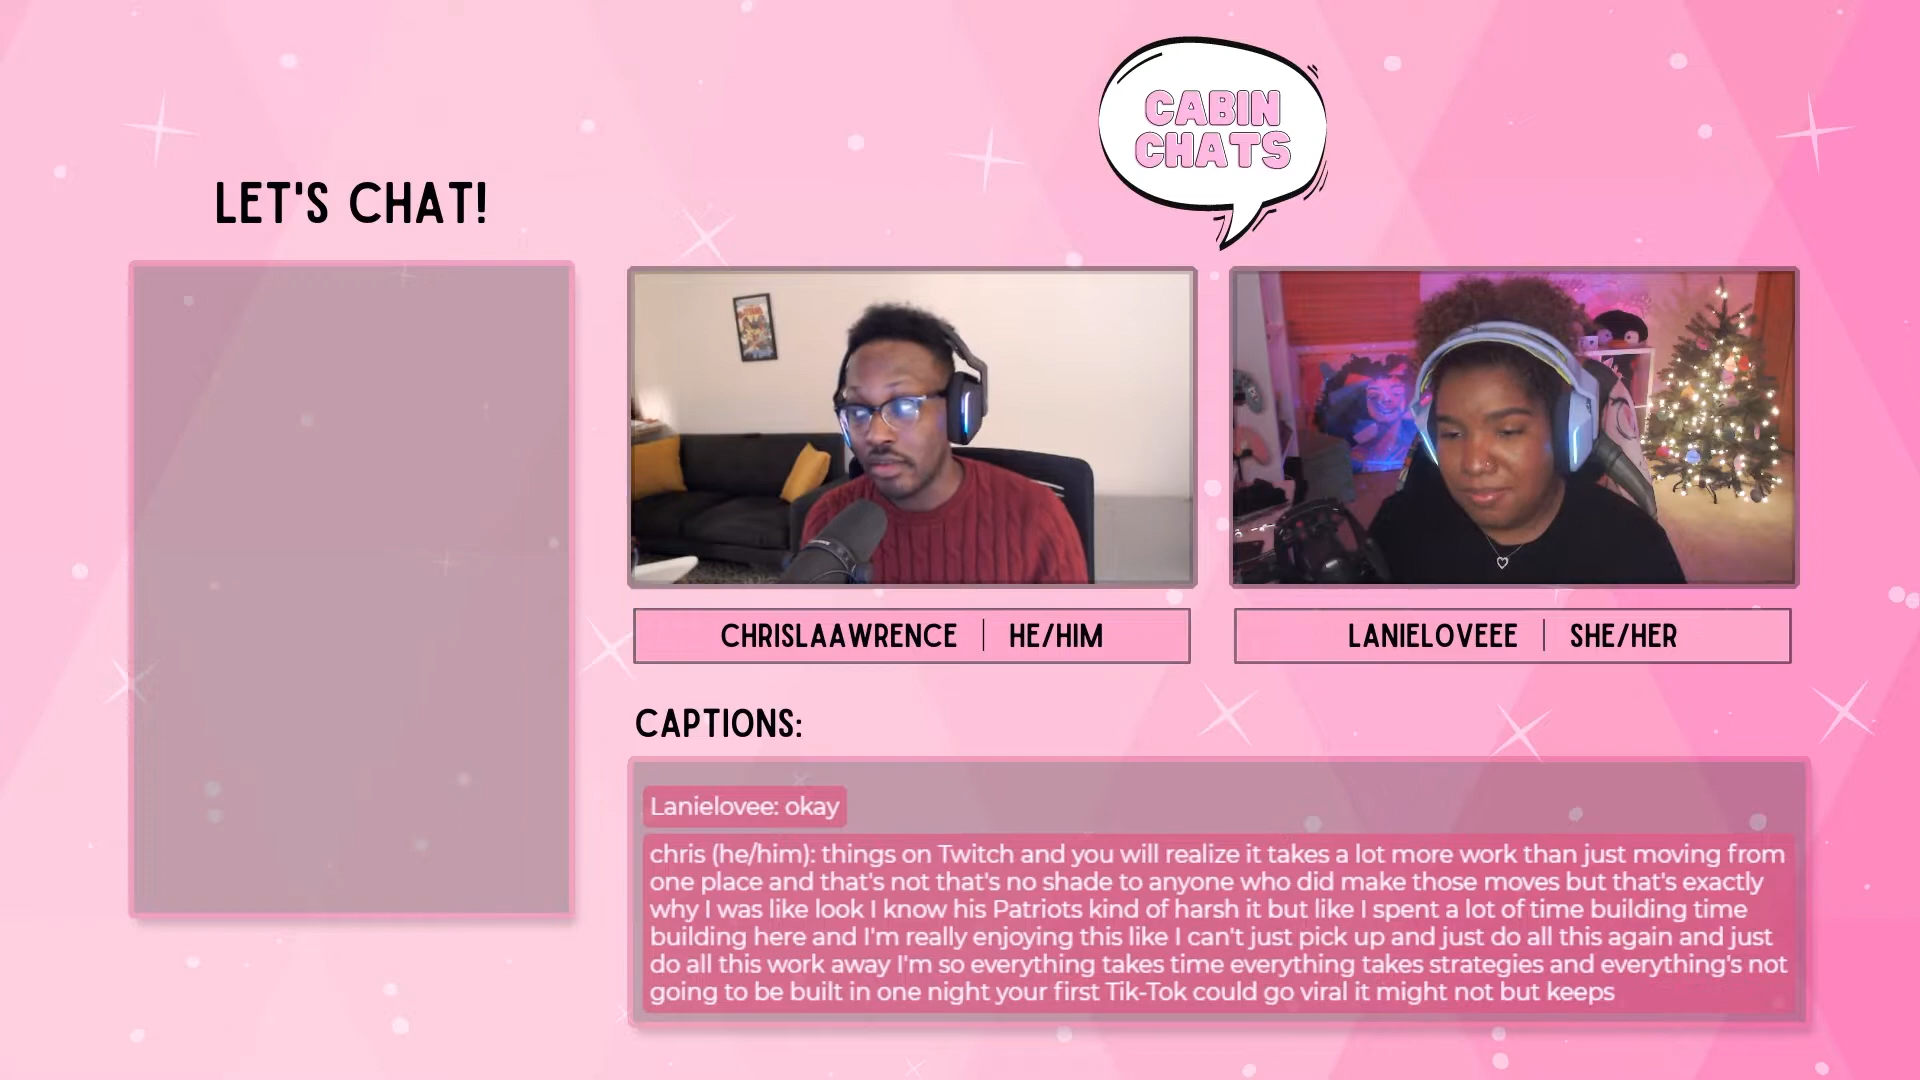 CABIN
CHATS
LET'S CHAT!
CHRISLAAWRENCE | HE/HIM
LANIELOVEEE | SHE/HER
CAPTIONS:
Lanielovee: okay
chris (he/him): things on Twitch and you will realize it takes a lot more work than just moving from
one place and that's not that's no shade to anyone who did make those moves but that's exactly
why I was like look I know his Patriots kind of harsh it but like I spent a lot of time building time
building here and I'm really enjoying this like I can't just pick up and just do all this again and just
do all this work away I'm so everything takes time everything takes strategies and everything's not
going to be built in one night your first Tik-Tok could go viral it might not but keeps